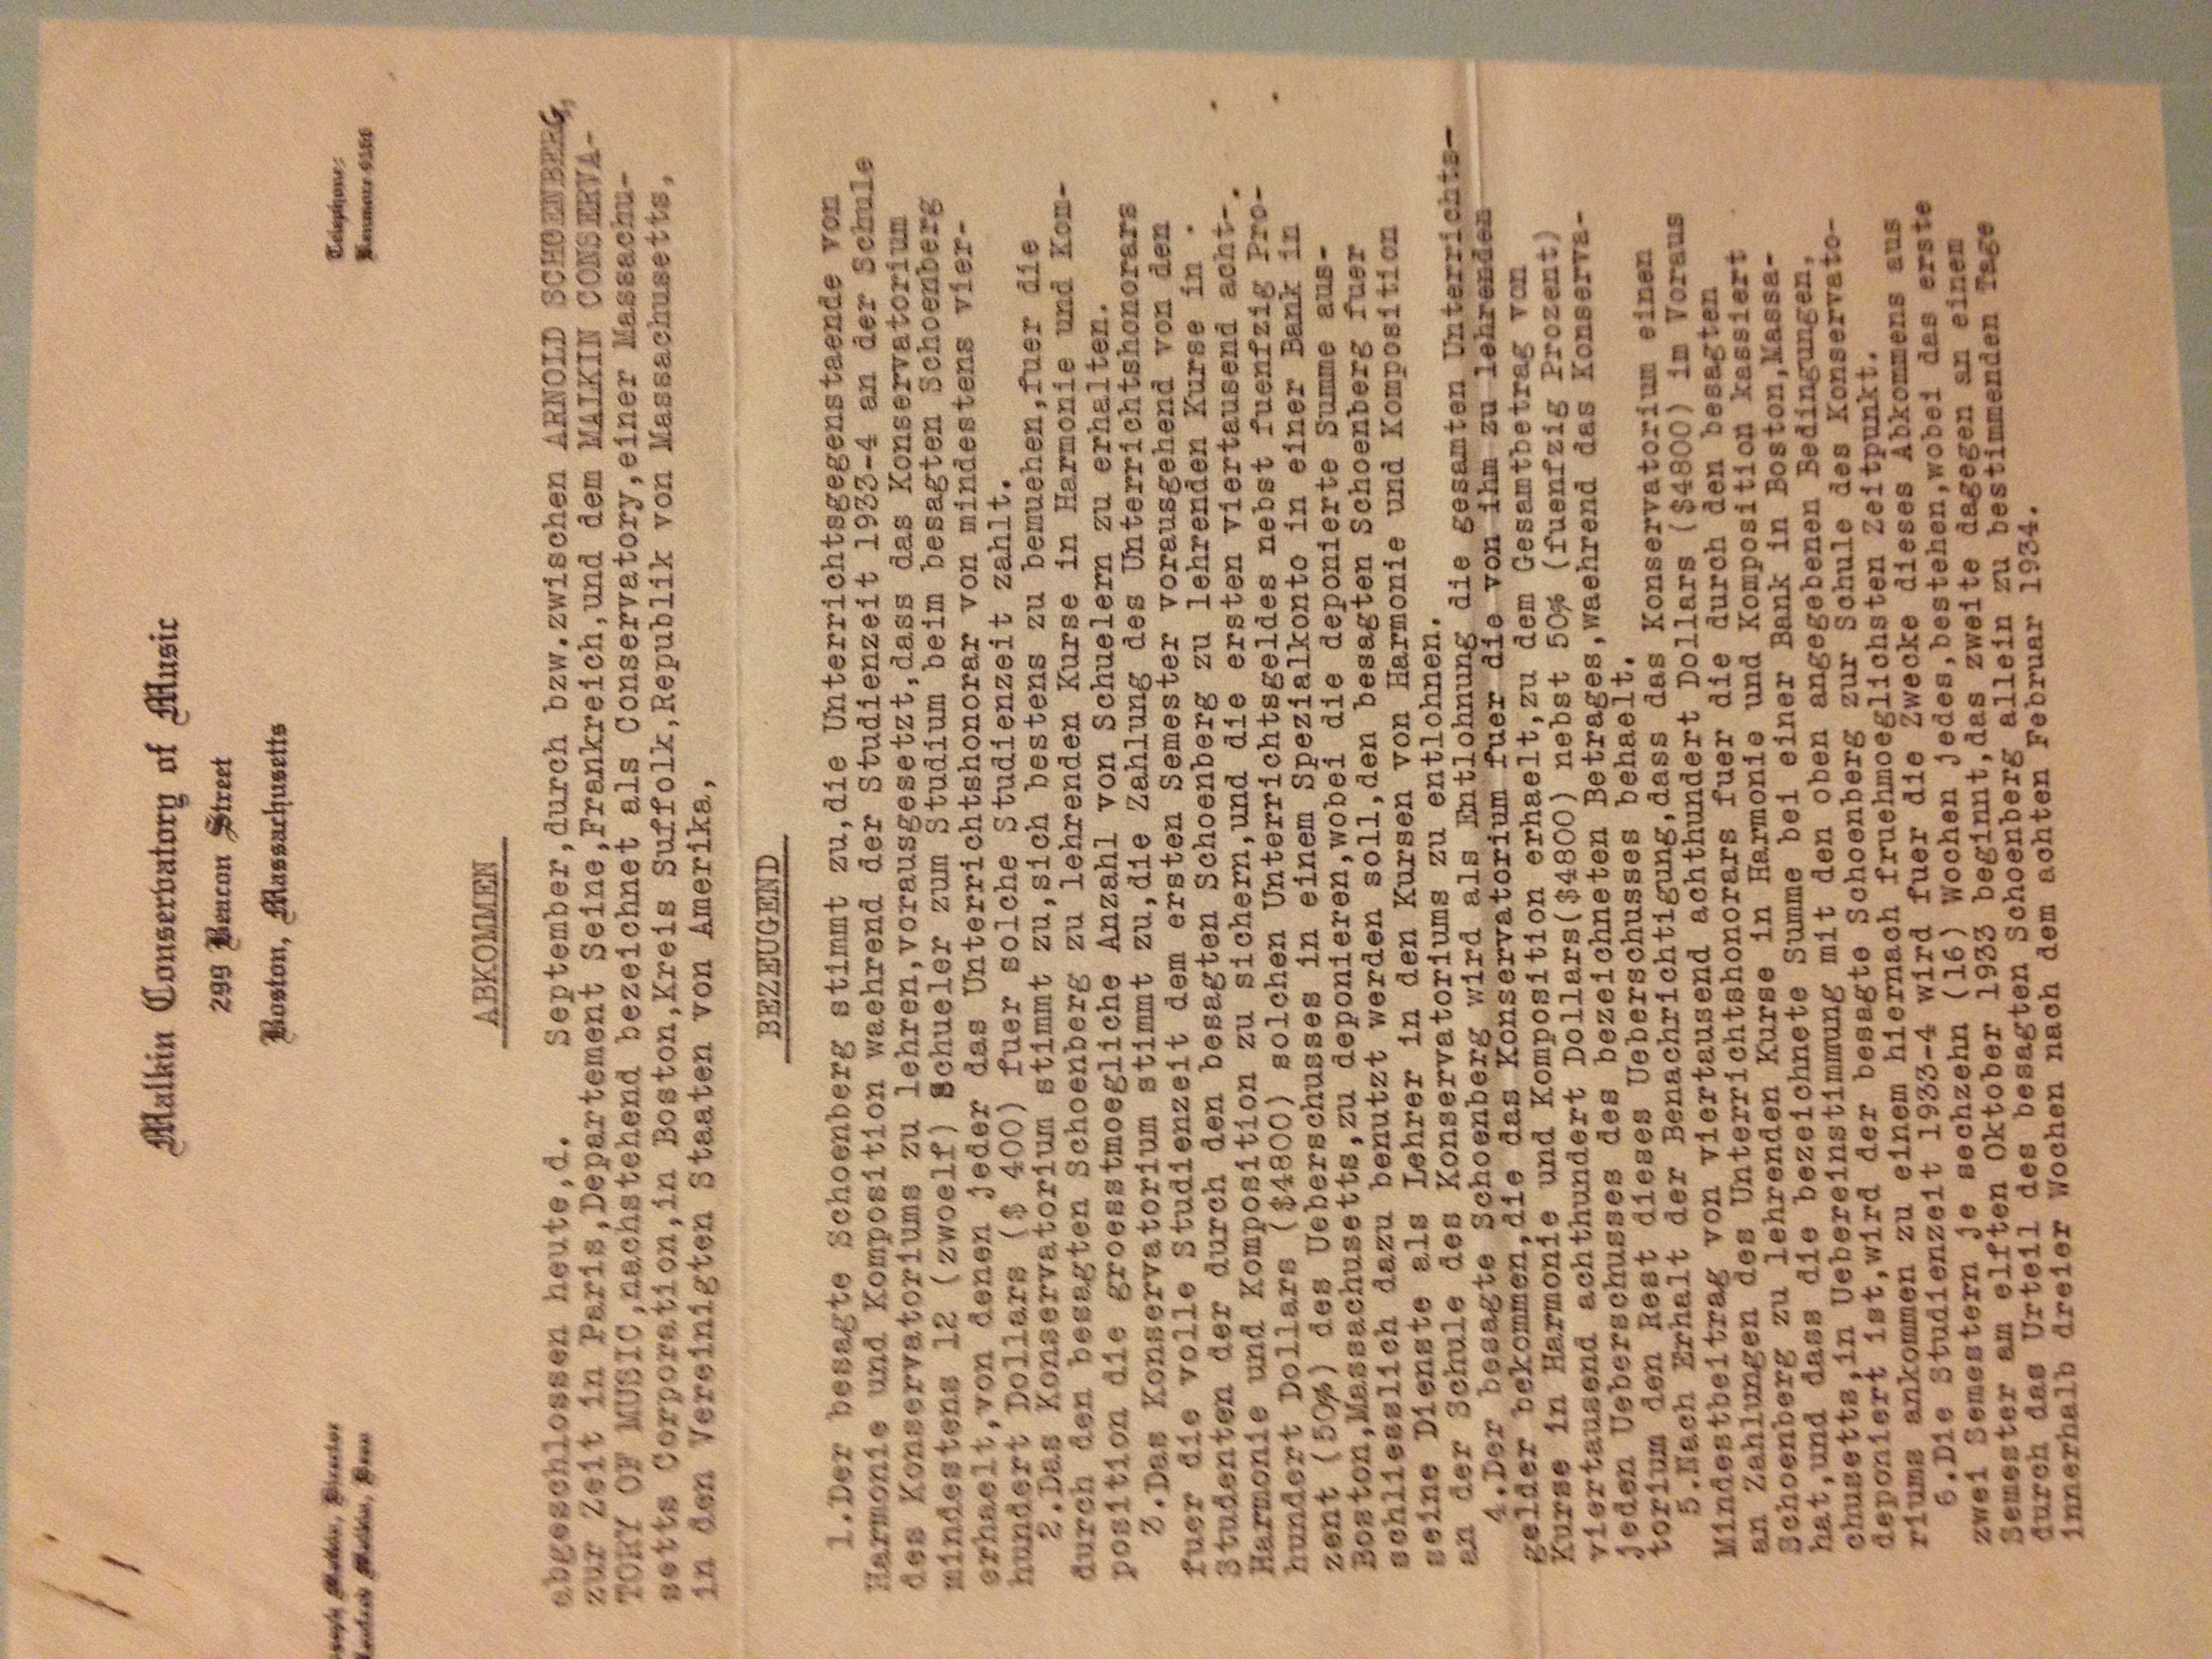 Malkin Conservatory of Music
299 Beacon Street
Boston, Massachusetts
Joseph Malkin, Director
Manfred Malkin, Dean
Telephone:
Kenmore
ABKOMMEN
abgeschlossen heute,d. September,durch bzw.zwischen ARNOLD SCHOENBERG,
zur Zeit in Paris,Departement Seine,Frankreich,und dem MALKIN CONSERVA-
TORY OF MUSIC,nachstehend bezeichnet als Conservatory,einer Massachu-
setts Corporation,in Boston,Kreis Suffolk,Republik von Massachusetts,
in den Vereinigten Staaten von Amerika,
BEZEUGEND
1.Der besagte Schoenberg stimmt zu,die Unterrichtsgegenstaende von
Harmonie und Komposition waehrend der Studienzeit 1933-4 an der Schule
des Konservatoriums zu lehren,vorausgesetzt,dass das Konservatorium
mindestens 12 (zwoelf) Schueler zum Studium beim besagten Schoenberg
erhaelt,von denen jeder das Unterrichtshonorar von mindestens vier-
hundert Dollars ($ 400) fuer solche Studienzeit zahlt.
2.Das Konservatorium stimmt zu,sich bestens zu bemuehen,fuer die
durch den besagten Schoenberg zu lehrenden Kurse in Harmonie und Kom-
position die groesstmoegliche Anzahl von Schuelern zu erhalten.
3.Das Konservatorium stimmt zu,die Zahlung des Unterrichtshonorars
fuer die volle Studienzeit dem ersten Semester vorausgehend von den
Studenten der durch den besagten Schoenberg zu lehrenden Kurse in .
Harmonie und Komposition zu sichern,und die ersten viertausend acht-.
hundert Dollars ($4800) solchen Unterrichtsgeldes nebst fuenfzig Pro-
zent (50%) des Ueberschusses in einem Spezialkonto in einer Bank in
Boston,Massachusetts,zu deponieren,wobei die deponierte Summe aus-
schliesslich dazu benutzt werden soll,den besagten Schoenberg fuer
seine Dienste als Lehrer in den Kursen von Harmonie und Komposition
an der Schule des Konservatoriums zu entlohnen.
4.Der besagte Schoenberg wird als Entlohnung die gesamten Unterrichts-
gelder bekommen,die das Konservatorium fuer die von ihm zu lehrenden
Kurse in Harmonie und Komposition erhaelt,zu dem Gesamtbetrag von
viertausend achthundert Dollars($4800) nebst 50% (fuenfzig Prozent)
jeden Ueberschusses des bezeichneten Betrages,waehrend das Konserva-
torium den Rest dieses Ueberschusses behaelt.
5.Nach Erhalt der Benachrichtigung,dass das Konservatorium einen
Mindestbeitrag von viertausend achthundert Dollars ($4800) im Voraus
an Zahlungen des Unterrichtshonorars fuer die durch den besagten
Schoenberg zu lehrenden Kurse in Harmonie und Komposition kassiert
hat,und dass die bezeichnete Summe bei einer Bank in Boston,Massa-
chusetts,in Uebereinstimmung mit den oben angegebenen Bedingungen,
deponiert ist,wird der besagte Schoenberg zur Schule des Konservato-
riums ankommen zu einem hiernach fruehmoeglichsten Zeitpunkt.
6.Die Studienzeit 1933-4 wird fuer die Zwecke dieses Abkommens aus
zwei Semestern je sechzehn (16) Wochen jedes,bestehen,wobei das erste
Semester am elften Oktober 1933 beginnt,das zweite dagegen an einem
durch das Urteil des besagten Schoenberg allein zu bestimmenden Tage
innerhalb dreier Wochen nach dem achten Februar 1934.